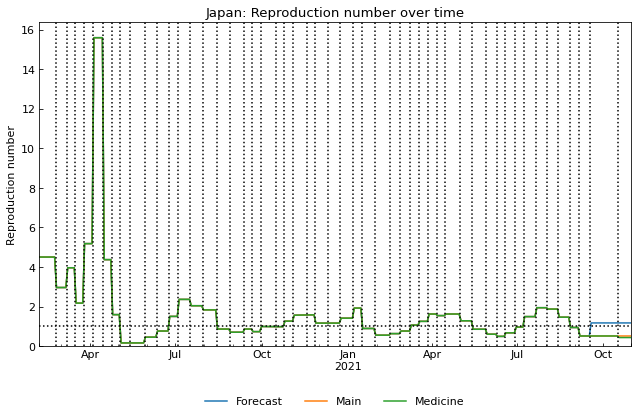 Japan: Reproduction number over time
Reproduction number
16
14
12
10
8
6
4
2
0
Apr Jul Oct Jan Apr Jul Oct
2021
Forecast Main Medicine